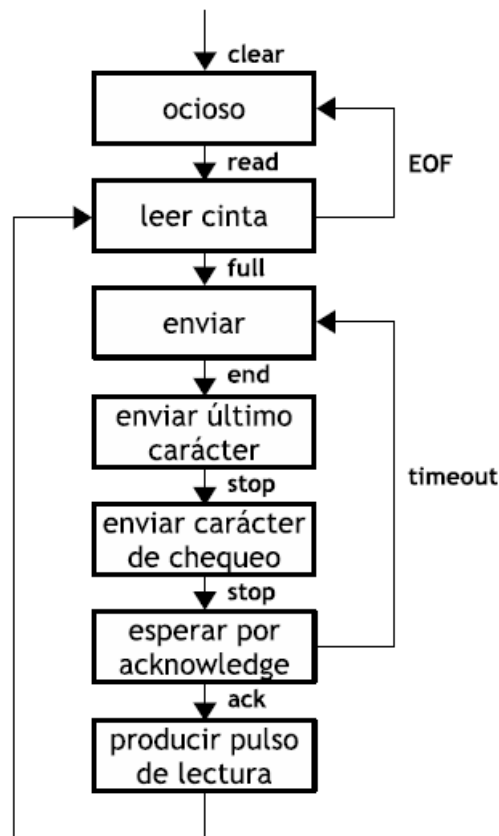 clear
ocioso
read
EOF
leer cinta
full
enviar
end
enviar último
carácter
timeout
stop
enviar carácter
de chequeo
stop
esperar por
acknowledge
ack
producir pulso
de lectura